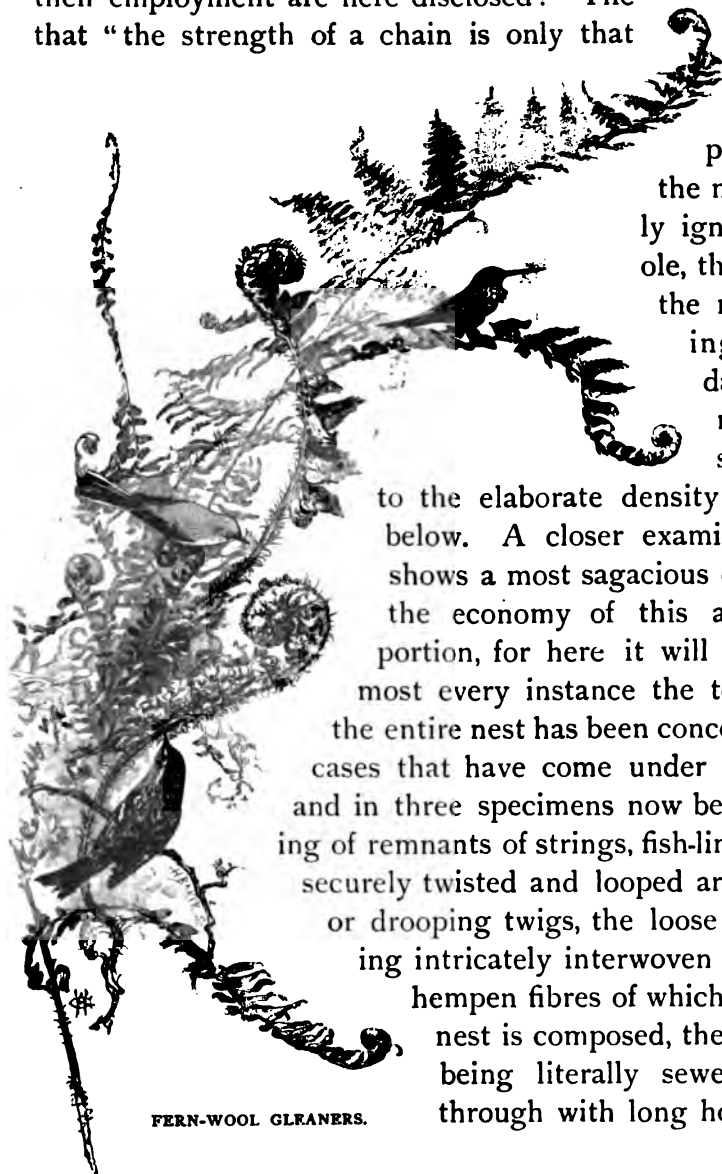 their employment are here disclosed? The
that "the strength of a chain is only that
p
the n
ly ign
ole, th
the r
ing
da
r
s
to the elaborate density
below. A closer exami
shows a most sagacious
the economy of this a
portion, for here it will
most every instance the t
the entire nest has been conc
cases that have come under
and in three specimens now be
ing of remnants of strings, fish-lin
securely twisted and looped ar
or drooping twigs, the loose
ing intricately interwoven
hempen fibres of which
nest is composed, the
being literally sewe
through with long ho
FERN-WOOL GLEANERS.